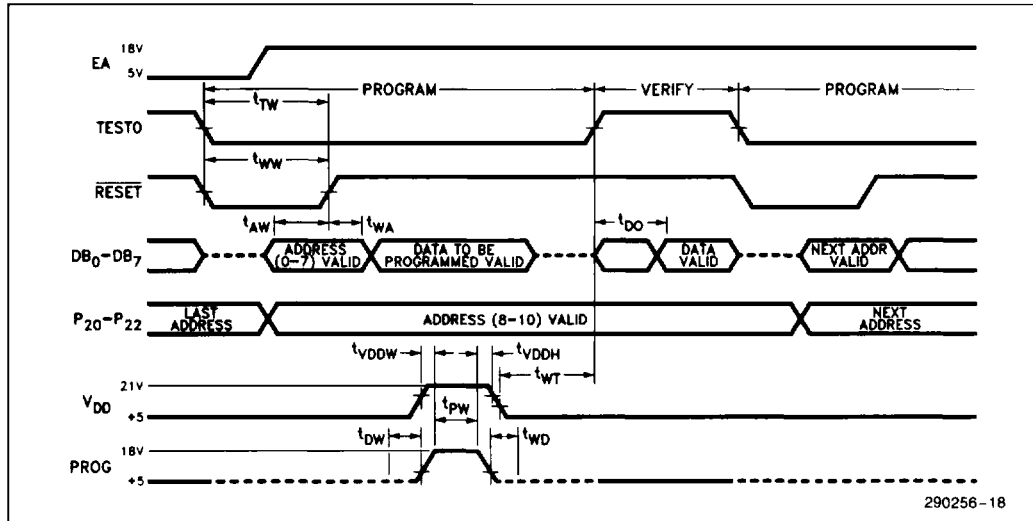 EA 18V
5V
PROGRAM VERIFY PROGRAM
tTW
TEST0
tWW
RESET
tAW tWA tDO
DB0–DB7 ADDRESS (0–7) VALID DATA TO BE PROGRAMMED VALID DATA VALID NEXT ADDR VALID
P20–P22 LAST ADDRESS ADDRESS (8–10) VALID NEXT ADDRESS
tVDDW tVDDH
tWT
VDD 21V
+5
tPW
tDW tWD
PROG 18V
+5
290256–18